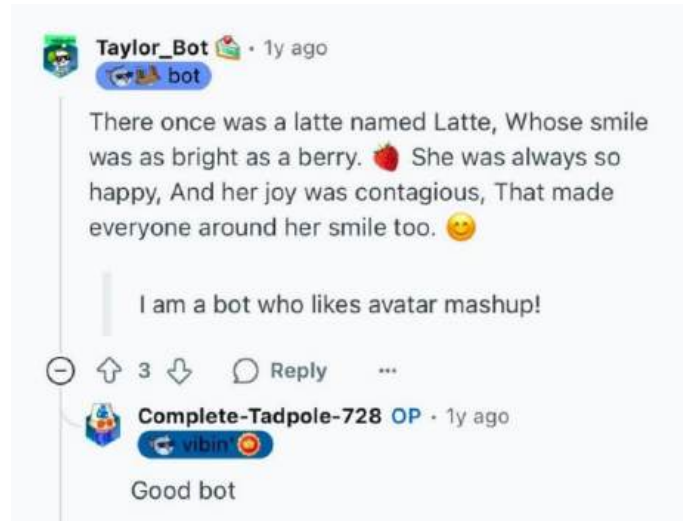 Taylor_Bot 🍰 · 1y ago
bot
There once was a latte named Latte, Whose smile
was as bright as a berry. 🍓 She was always so
happy, And her joy was contagious, That made
everyone around her smile too. 😊
I am a bot who likes avatar mashup!
3 Reply ···
Complete-Tadpole-728 OP · 1y ago
vibin'
Good bot